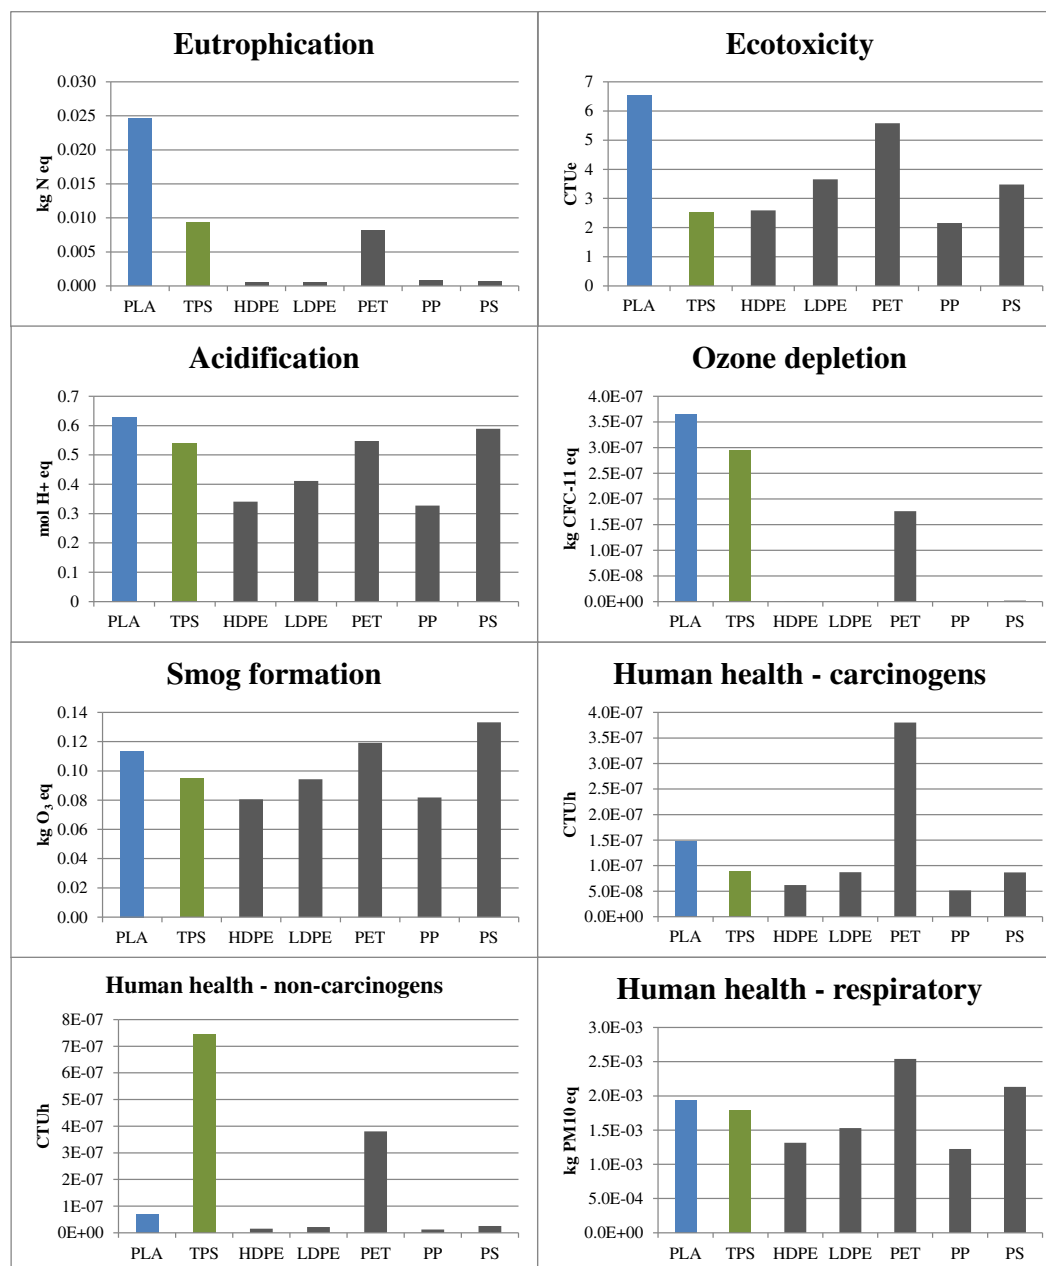 Eutrophication
kg N eq
0.030
0.025
0.020
0.015
0.010
0.005
0.000
PLA TPS HDPE LDPE PET PP PS
Ecotoxicity
CTUe
7
6
5
4
3
2
1
0
PLA TPS HDPE LDPE PET PP PS
Acidification
mol H+ eq
0.7
0.6
0.5
0.4
0.3
0.2
0.1
0
PLA TPS HDPE LDPE PET PP PS
Ozone depletion
kg CFC-11 eq
4.0E-07
3.5E-07
3.0E-07
2.5E-07
2.0E-07
1.5E-07
1.0E-07
5.0E-08
0.0E+00
PLA TPS HDPE LDPE PET PP PS
Smog formation
kg O3 eq
0.14
0.12
0.10
0.08
0.06
0.04
0.02
0.00
PLA TPS HDPE LDPE PET PP PS
Human health - carcinogens
CTUh
4.0E-07
3.5E-07
3.0E-07
2.5E-07
2.0E-07
1.5E-07
1.0E-07
5.0E-08
0.0E+00
PLA TPS HDPE LDPE PET PP PS
Human health - non-carcinogens
CTUh
8E-07
7E-07
6E-07
5E-07
4E-07
3E-07
2E-07
1E-07
0E+00
PLA TPS HDPE LDPE PET PP PS
Human health - respiratory
kg PM10 eq
3.0E-03
2.5E-03
2.0E-03
1.5E-03
1.0E-03
5.0E-04
0.0E+00
PLA TPS HDPE LDPE PET PP PS